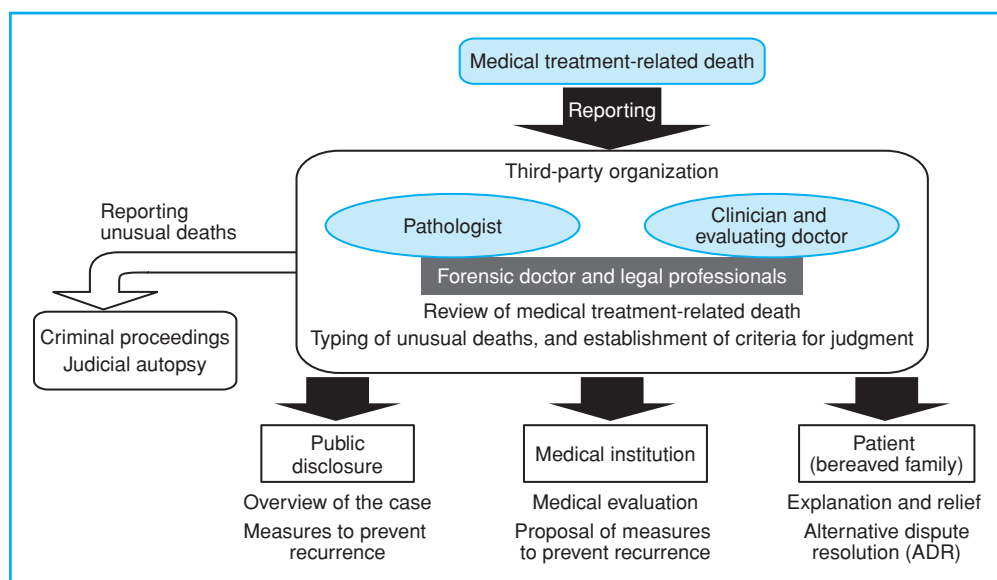 Medical treatment-related death
Reporting
Third-party organization
Pathologist
Clinician and
evaluating doctor
Forensic doctor and legal professionals
Review of medical treatment-related death
Typing of unusual deaths, and establishment of criteria for judgment
Reporting
unusual deaths
Criminal proceedings
Judicial autopsy
Public
disclosure
Overview of the case
Measures to prevent
recurrence
Medical institution
Medical evaluation
Proposal of measures
to prevent recurrence
Patient
(bereaved family)
Explanation and relief
Alternative dispute
resolution (ADR)